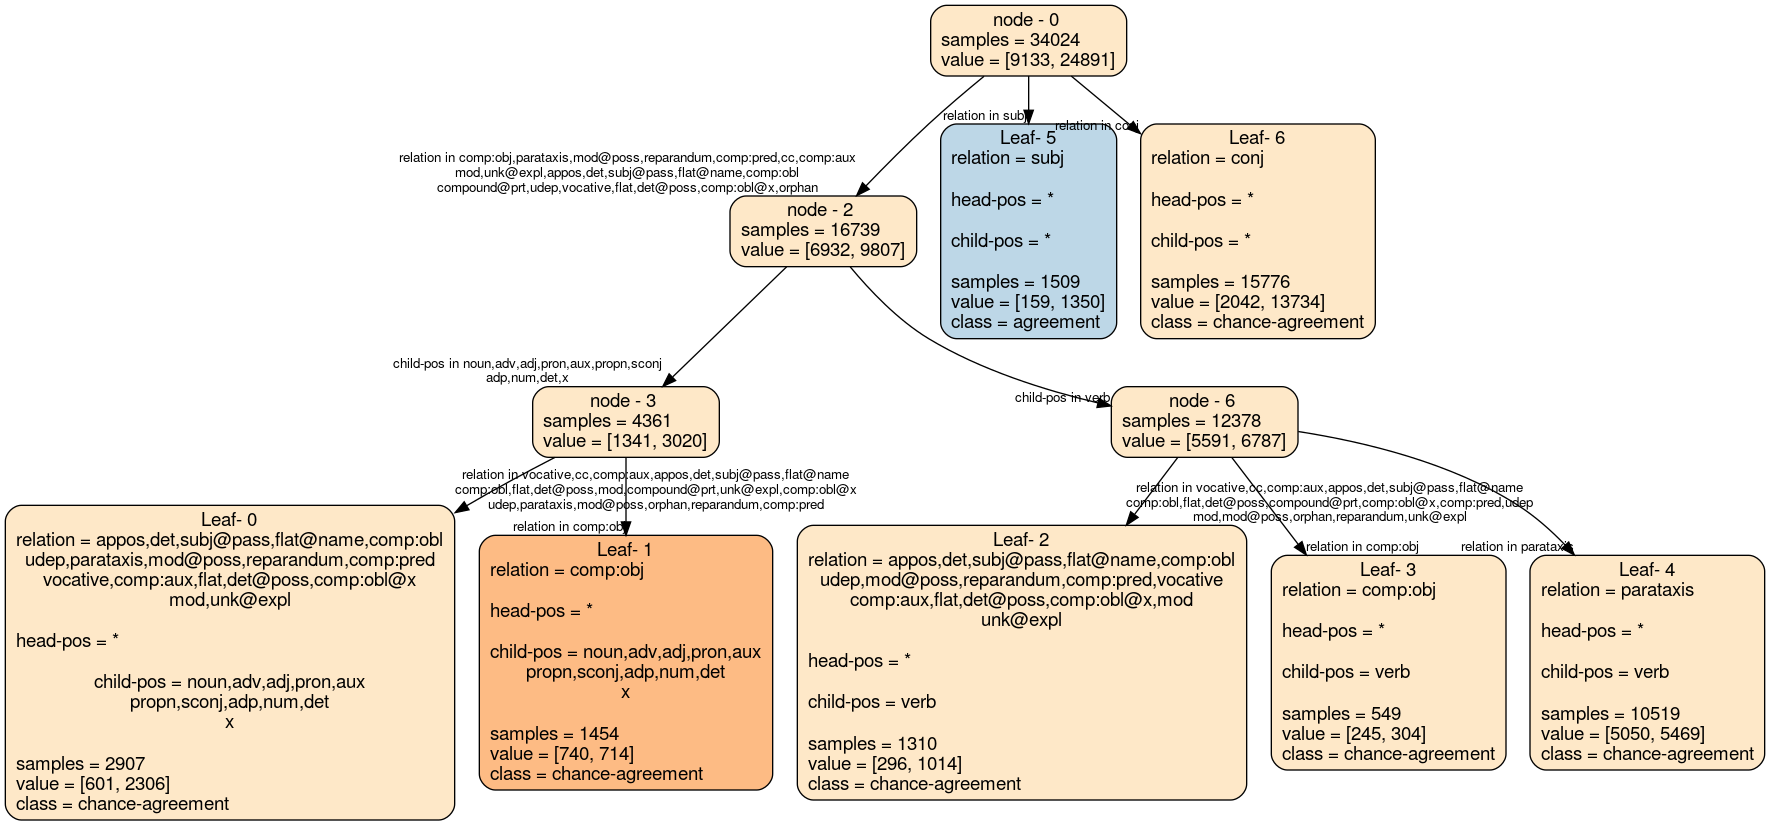 node - 0
samples = 34024
value = [9133, 24891]
relation in subj
relation in conj
relation in comp:obj,parataxis,mod@poss,reparandum,comp:pred,cc,comp:aux
mod,unk@expl,appos,det,subj@pass,flat@name,comp:obl
compound@prt,udep,vocative,flat,det@poss,comp:obl@x,orphan
node - 2
samples = 16739
value = [6932, 9807]
Leaf- 5
relation = subj
head-pos = *
child-pos = *
samples = 1509
value = [159, 1350]
class = agreement
Leaf- 6
relation = conj
head-pos = *
child-pos = *
samples = 15776
value = [2042, 13734]
class = chance-agreement
child-pos in noun,adv,adj,pron,aux,propn,sconj
adp,num,det,x
child-pos in verb
node - 3
samples = 4361
value = [1341, 3020]
node - 6
samples = 12378
value = [5591, 6787]
relation in vocative,cc,comp:aux,appos,det,subj@pass,flat@name
comp:obl,flat,det@poss,mod,compound@prt,unk@expl,comp:obl@x
udep,parataxis,mod@poss,orphan,reparandum,comp:pred
relation in comp:obj
relation in vocative,cc,comp:aux,appos,det,subj@pass,flat@name
comp:obl,flat,det@poss,compound@prt,comp:obl@x,comp:pred,udep
mod,mod@poss,orphan,reparandum,unk@expl
relation in comp:obj
relation in parataxis
Leaf- 0
relation = appos,det,subj@pass,flat@name,comp:obl
udep,parataxis,mod@poss,reparandum,comp:pred
vocative,comp:aux,flat,det@poss,comp:obl@x
mod,unk@expl
head-pos = *
child-pos = noun,adv,adj,pron,aux
propn,sconj,adp,num,det
x
samples = 2907
value = [601, 2306]
class = chance-agreement
Leaf- 1
relation = comp:obj
head-pos = *
child-pos = noun,adv,adj,pron,aux
propn,sconj,adp,num,det
x
samples = 1454
value = [740, 714]
class = chance-agreement
Leaf- 2
relation = appos,det,subj@pass,flat@name,comp:obl
udep,mod@poss,reparandum,comp:pred,vocative
comp:aux,flat,det@poss,comp:obl@x,mod
unk@expl
head-pos = *
child-pos = verb
samples = 1310
value = [296, 1014]
class = chance-agreement
Leaf- 3
relation = comp:obj
head-pos = *
child-pos = verb
samples = 549
value = [245, 304]
class = chance-agreement
Leaf- 4
relation = parataxis
head-pos = *
child-pos = verb
samples = 10519
value = [5050, 5469]
class = chance-agreement